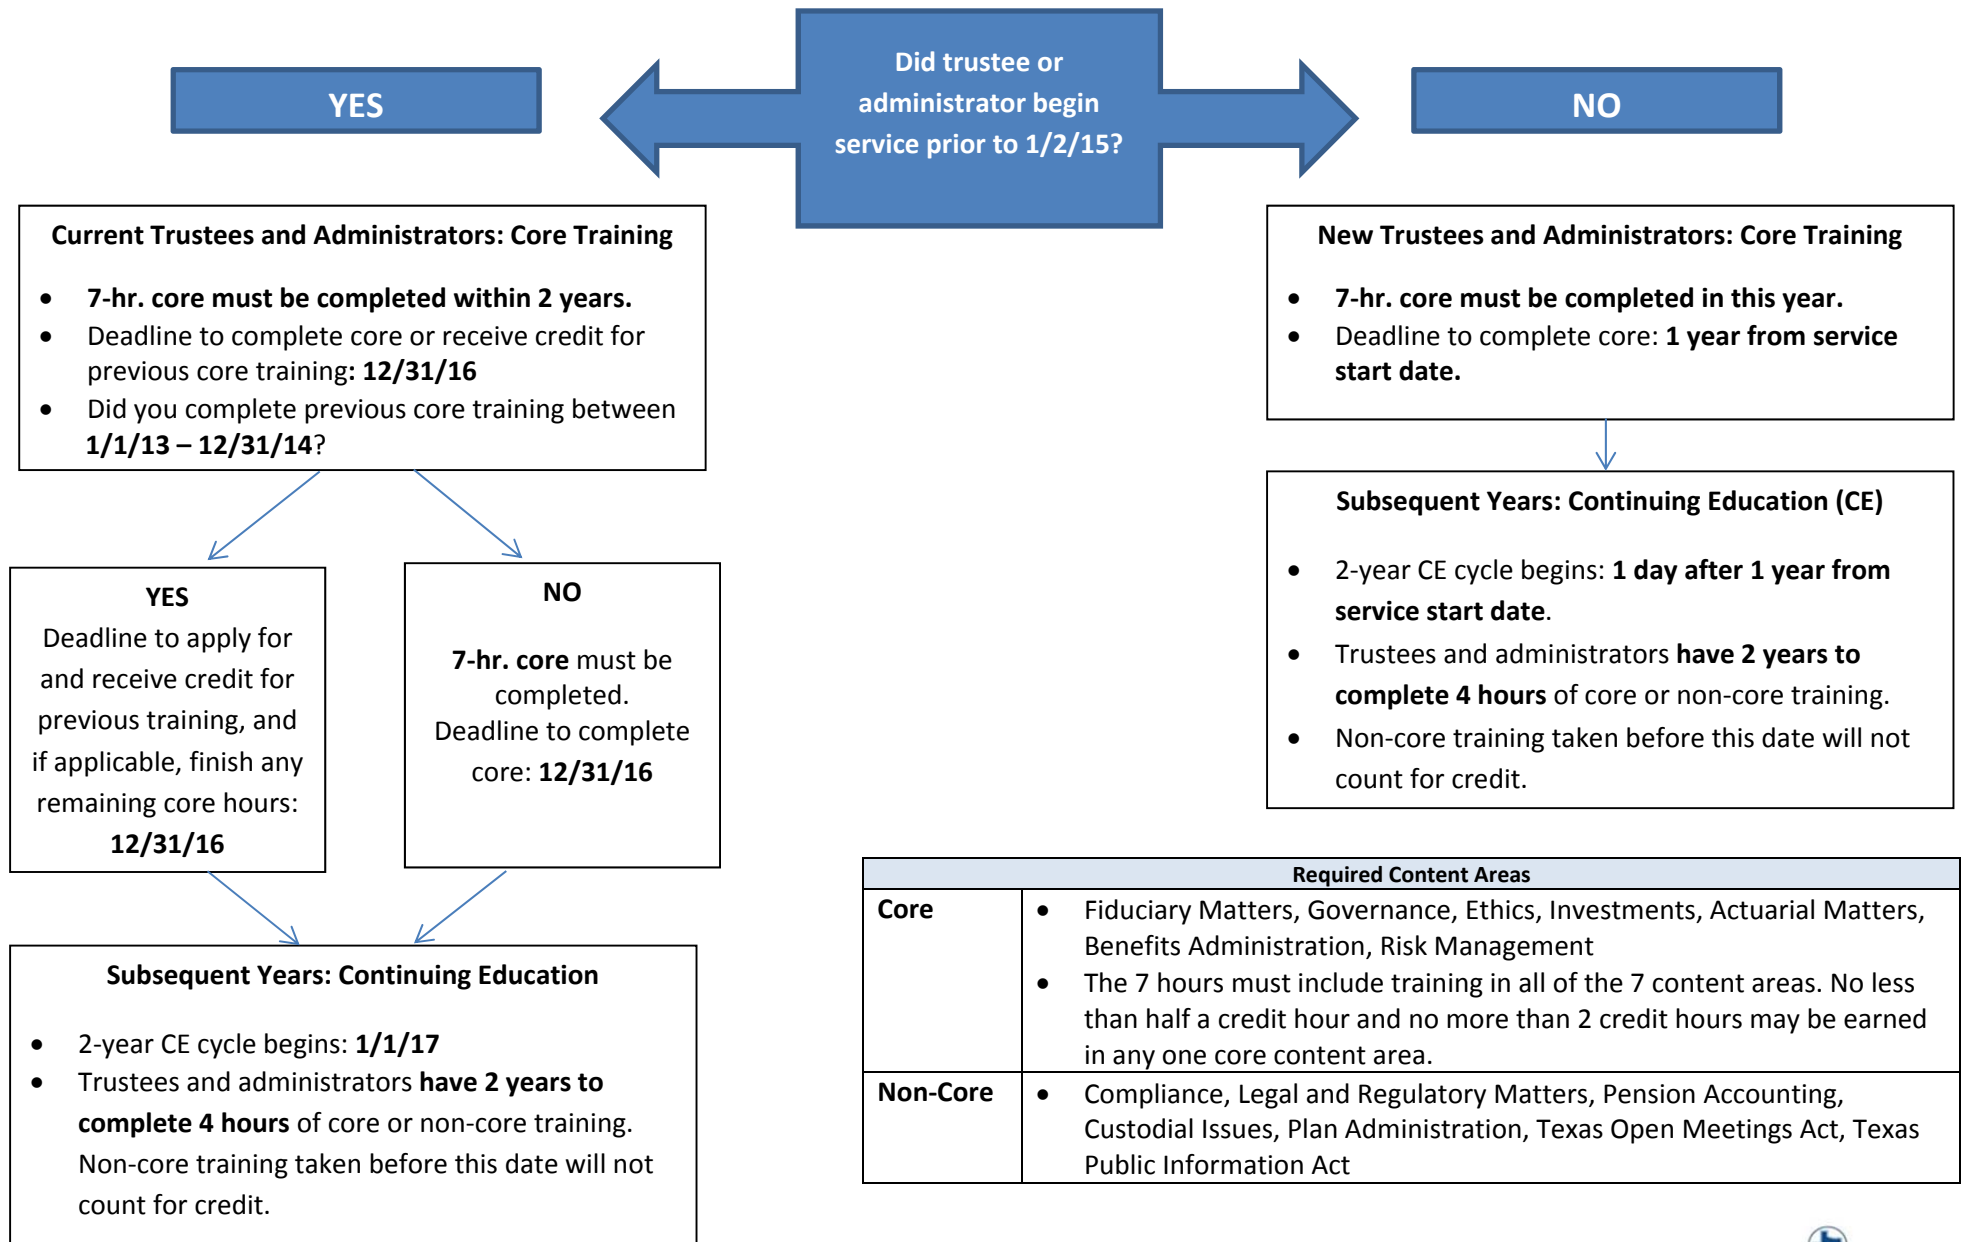 Did trustee or
administrator begin
service prior to 1/2/15?
YES
NO
Current Trustees and Administrators: Core Training
• 7-hr. core must be completed within 2 years.
• Deadline to complete core or receive credit for
previous core training: 12/31/16
• Did you complete previous core training between
1/1/13 – 12/31/14?
YES
Deadline to apply for
and receive credit for
previous training, and
if applicable, finish any
remaining core hours:
12/31/16
NO
7-hr. core must be
completed.
Deadline to complete
core: 12/31/16
Subsequent Years: Continuing Education
• 2-year CE cycle begins: 1/1/17
• Trustees and administrators have 2 years to
complete 4 hours of core or non-core training.
Non-core training taken before this date will not
count for credit.
New Trustees and Administrators: Core Training
• 7-hr. core must be completed in this year.
• Deadline to complete core: 1 year from service
start date.
Subsequent Years: Continuing Education (CE)
• 2-year CE cycle begins: 1 day after 1 year from
service start date.
• Trustees and administrators have 2 years to
complete 4 hours of core or non-core training.
• Non-core training taken before this date will not
count for credit.
Required Content Areas
Core
• Fiduciary Matters, Governance, Ethics, Investments, Actuarial Matters,
Benefits Administration, Risk Management
• The 7 hours must include training in all of the 7 content areas. No less
than half a credit hour and no more than 2 credit hours may be earned
in any one core content area.
Non-Core
• Compliance, Legal and Regulatory Matters, Pension Accounting,
Custodial Issues, Plan Administration, Texas Open Meetings Act, Texas
Public Information Act